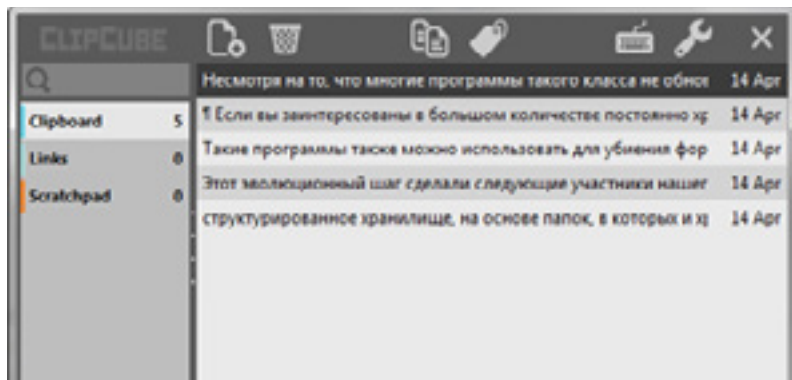 CLIPCUBE
Несмотря на то, что многие программы такого класса не обнов 14 Apr
Clipboard 5
¶ Если вы заинтересованы в большом количестве постоянно хр 14 Apr
Links 0
Такие программы также можно использовать для убиения фор 14 Apr
Scratchpad 0
Этот эволюционный шаг сделали следующие участники нашег 14 Apr
структурированное хранилище, на основе папок, в которых и хр 14 Apr